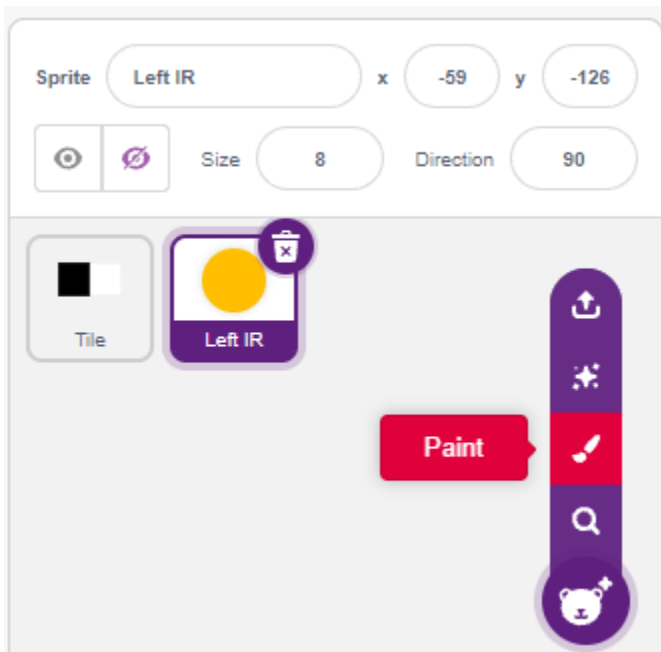 Sprite Left IR x -59 y -126
Size 8 Direction 90
Tile Left IR
Paint